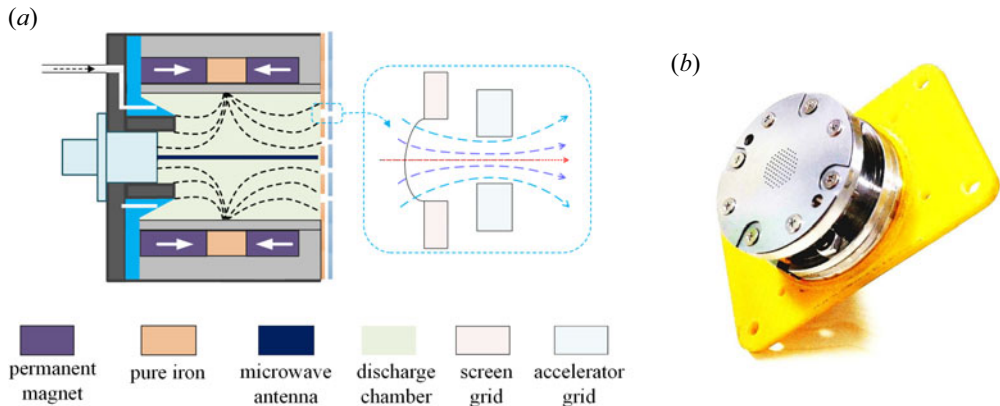 (a)
(b)
permanent
magnet
pure iron
microwave
antenna
discharge
chamber
screen
grid
accelerator
grid